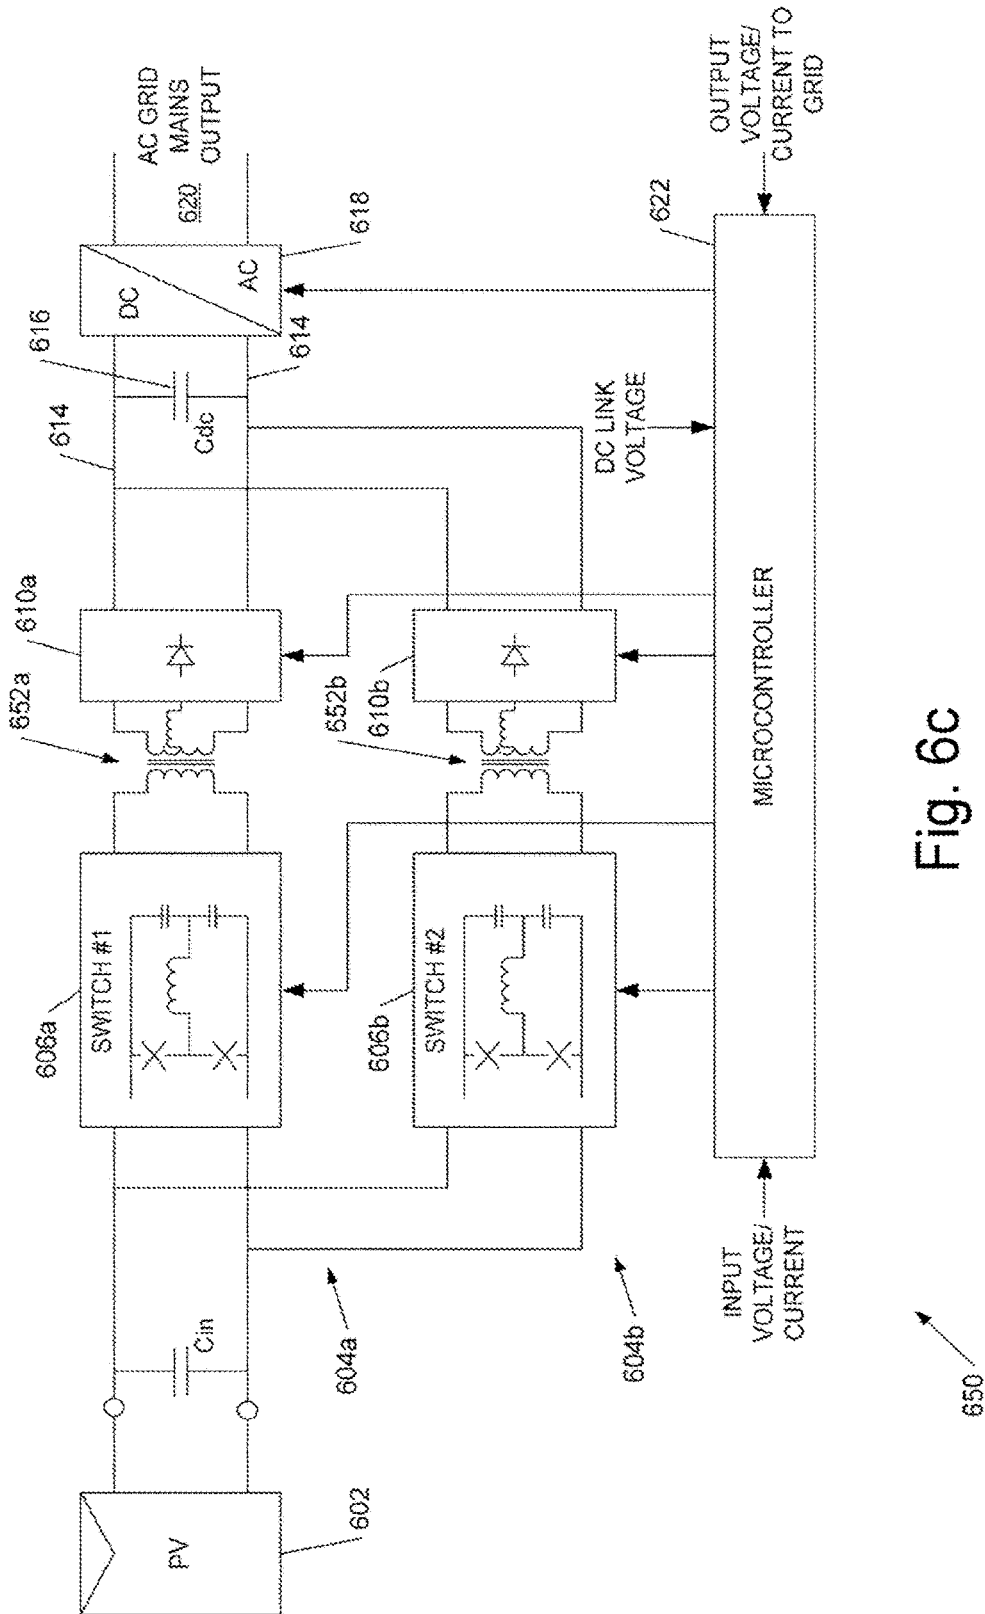 PV
602
Cin
604a
604b
606a
SWITCH #1
606b
SWITCH #2
652a
652b
610a
610b
614
616
Cdc
614
DC
AC
618
AC GRID
MAINS
OUTPUT
620
DC LINK
VOLTAGE
622
MICROCONTROLLER
INPUT
VOLTAGE/
CURRENT
OUTPUT
VOLTAGE/
CURRENT TO
GRID
650
Fig. 6c